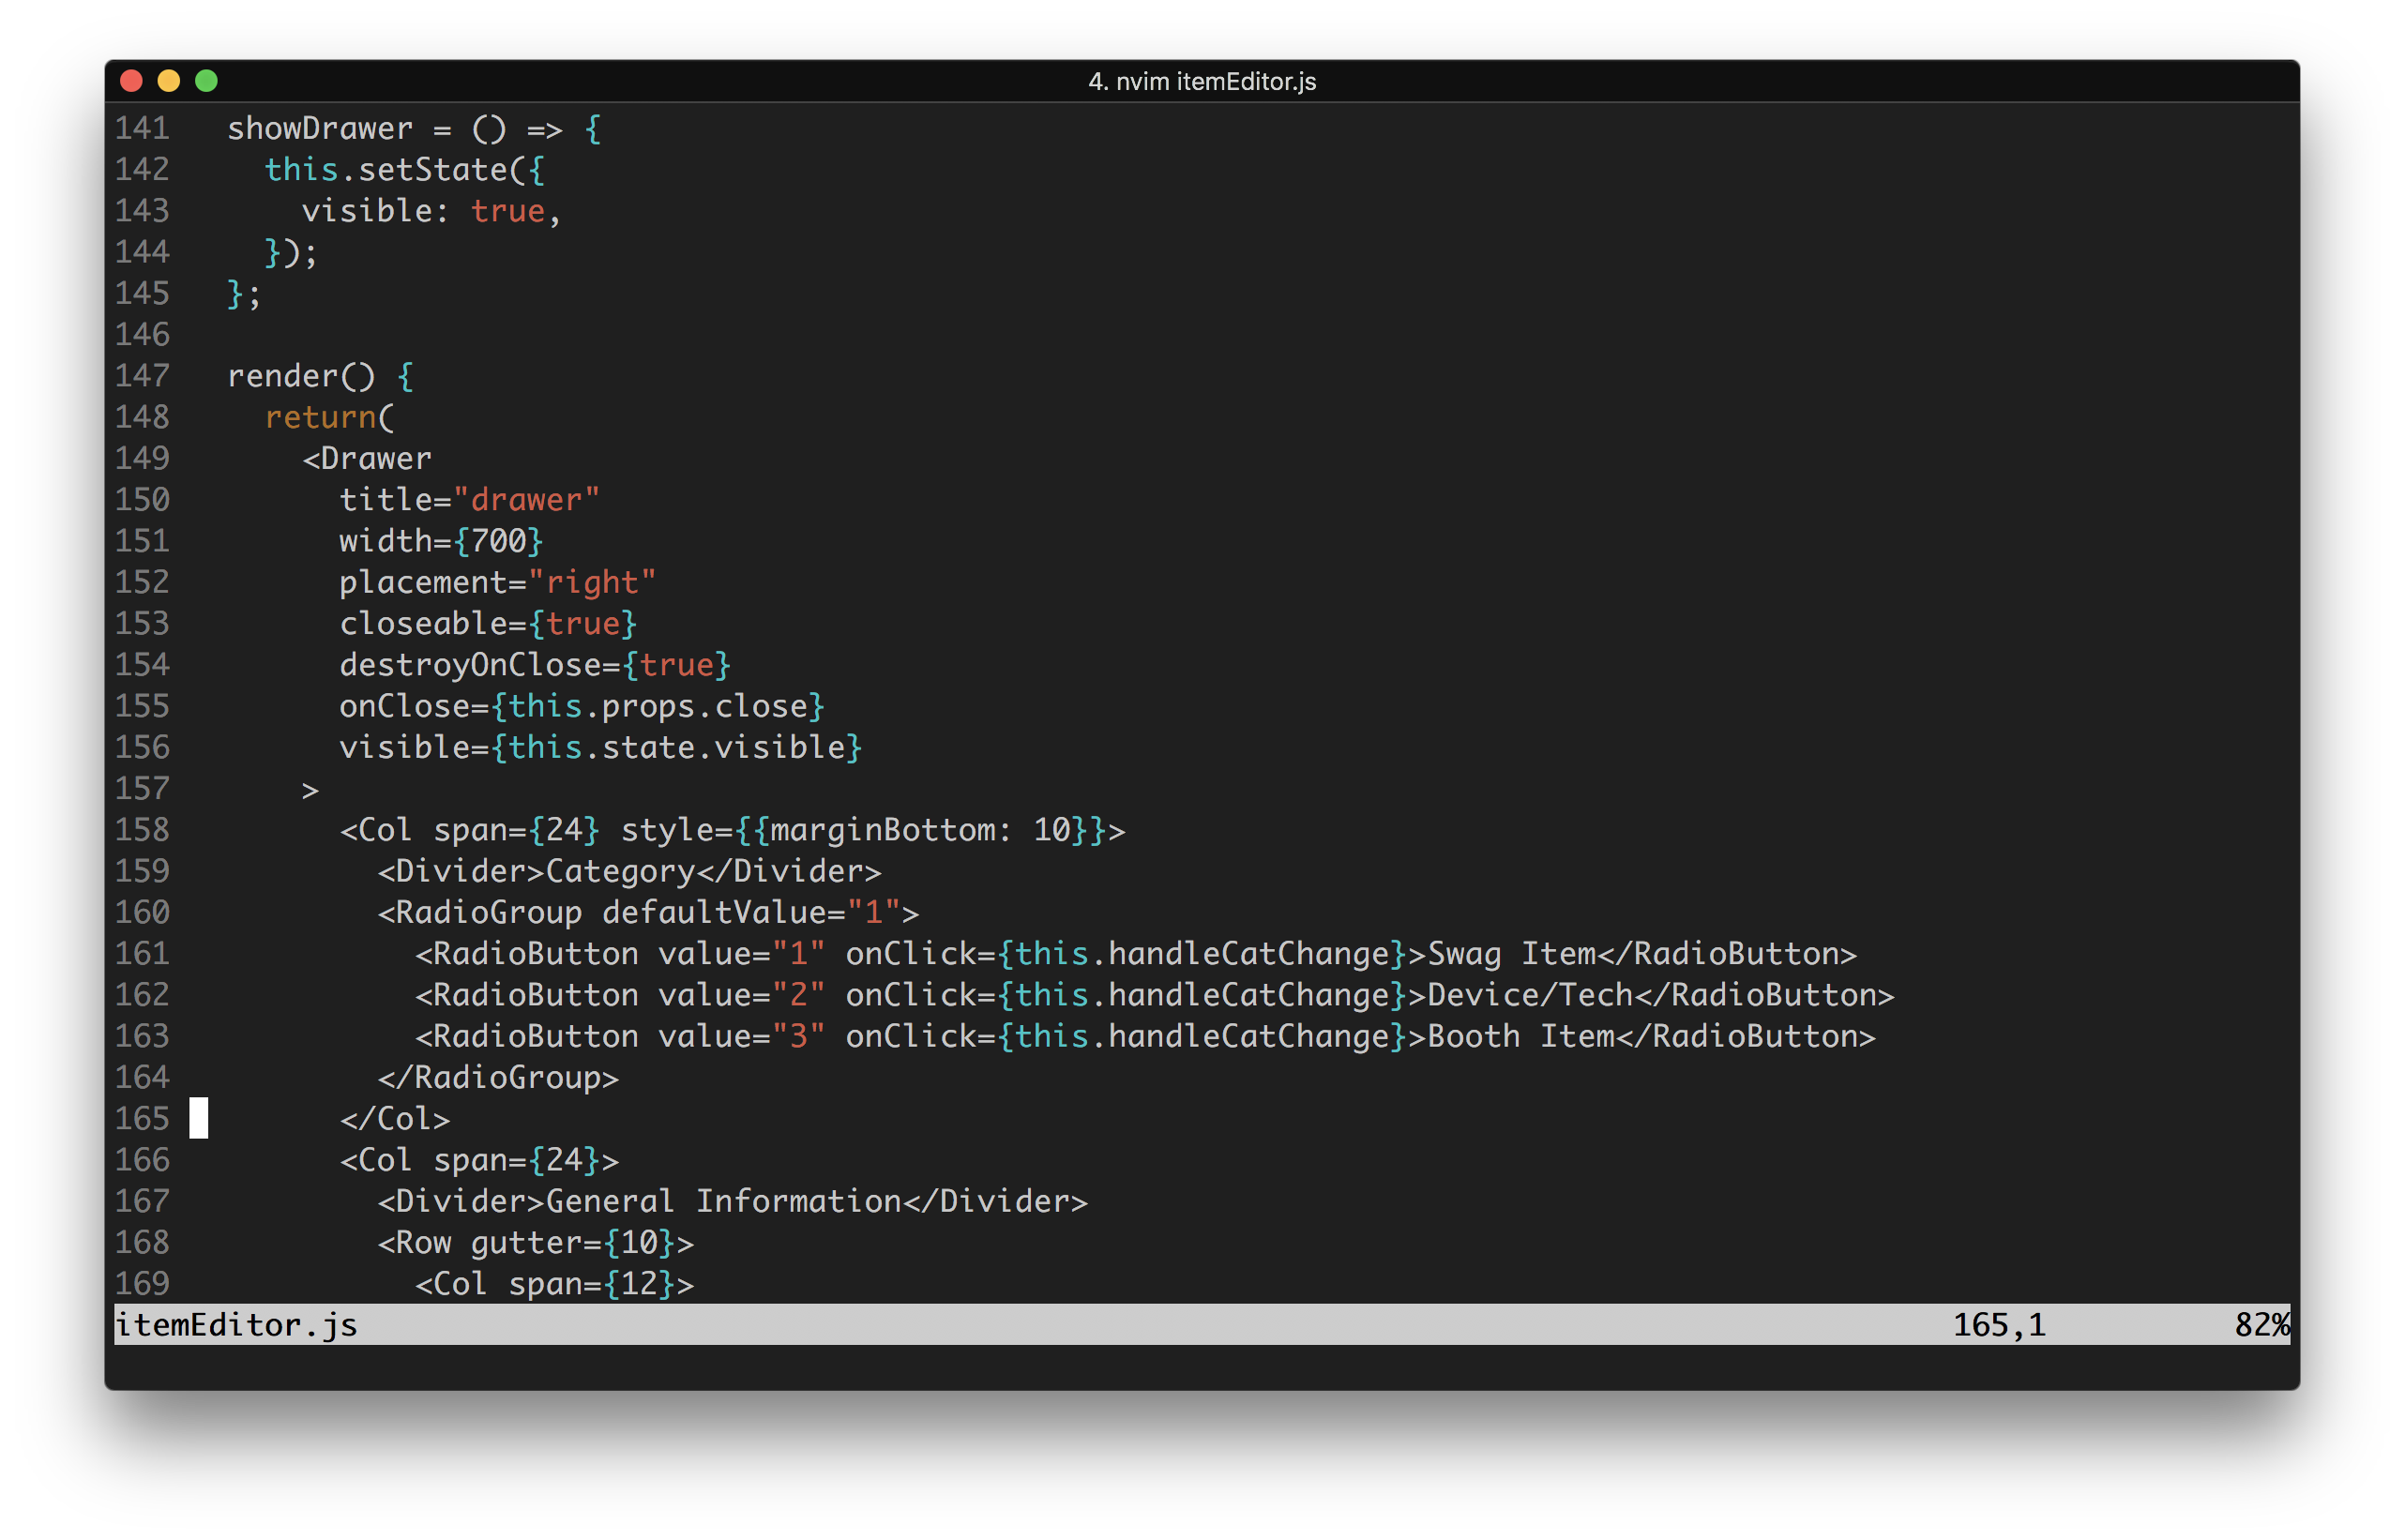 4. nvim itemEditor.js
141   showDrawer = () => {
142     this.setState({
143       visible: true,
144     });
145   };
146
147   render() {
148     return(
149       <Drawer
150         title="drawer"
151         width={700}
152         placement="right"
153         closeable={true}
154         destroyOnClose={true}
155         onClose={this.props.close}
156         visible={this.state.visible}
157       >
158         <Col span={24} style={{marginBottom: 10}}>
159           <Divider>Category</Divider>
160           <RadioGroup defaultValue="1">
161             <RadioButton value="1" onClick={this.handleCatChange}>Swag Item</RadioButton>
162             <RadioButton value="2" onClick={this.handleCatChange}>Device/Tech</RadioButton>
163             <RadioButton value="3" onClick={this.handleCatChange}>Booth Item</RadioButton>
164           </RadioGroup>
165         </Col>
166         <Col span={24}>
167           <Divider>General Information</Divider>
168           <Row gutter={10}>
169             <Col span={12}>
itemEditor.js 165,1 82%